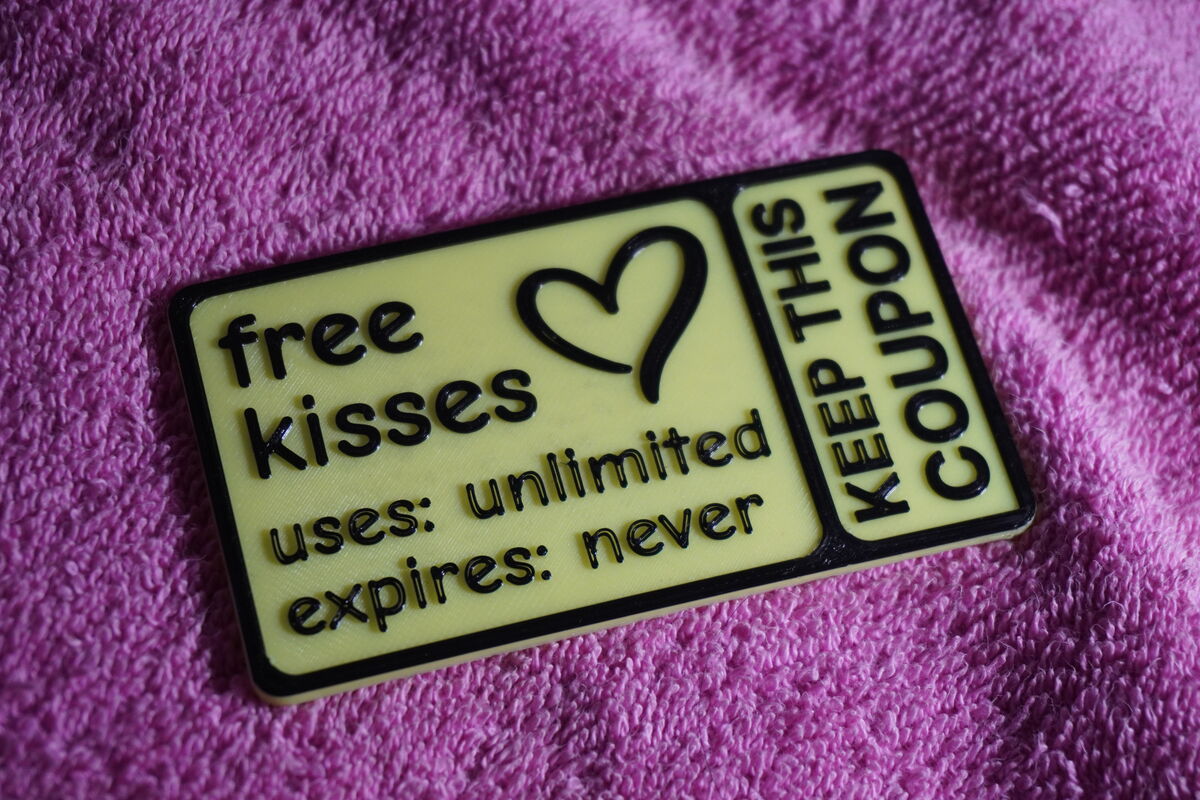 free
kisses
uses: unlimited
expires: never
KEEP THIS
COUPON